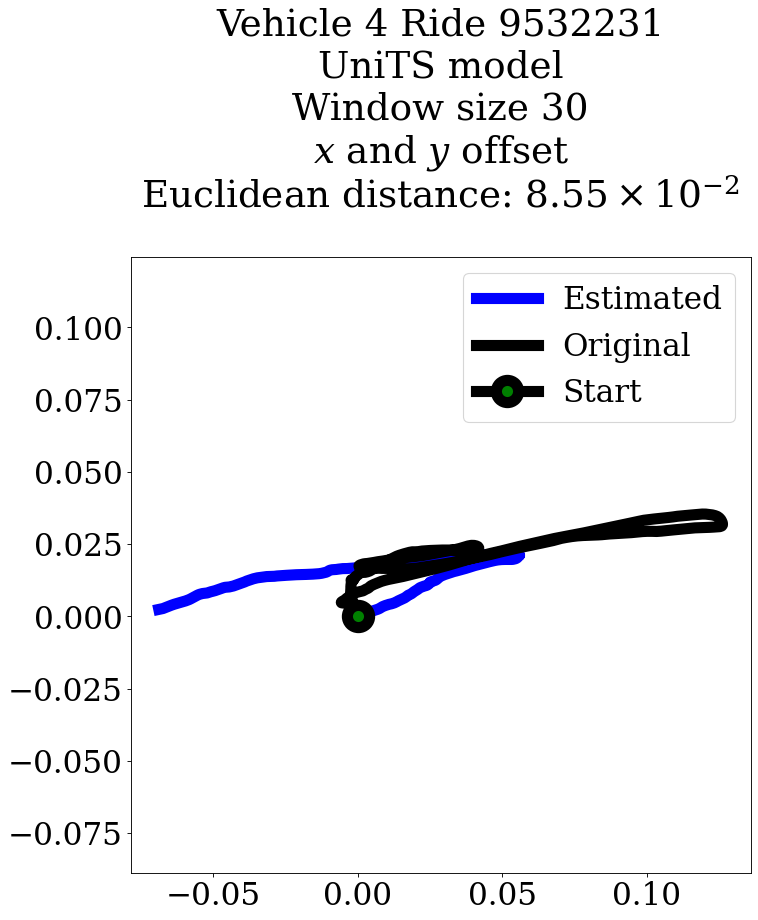 Vehicle 4 Ride 9532231
UniTS model
Window size 30
x and y offset
Euclidean distance: 8.55 × 10⁻²
Estimated
Original
Start
0.100
0.075
0.050
0.025
0.000
−0.025
−0.050
−0.075
−0.05 0.00 0.05 0.10